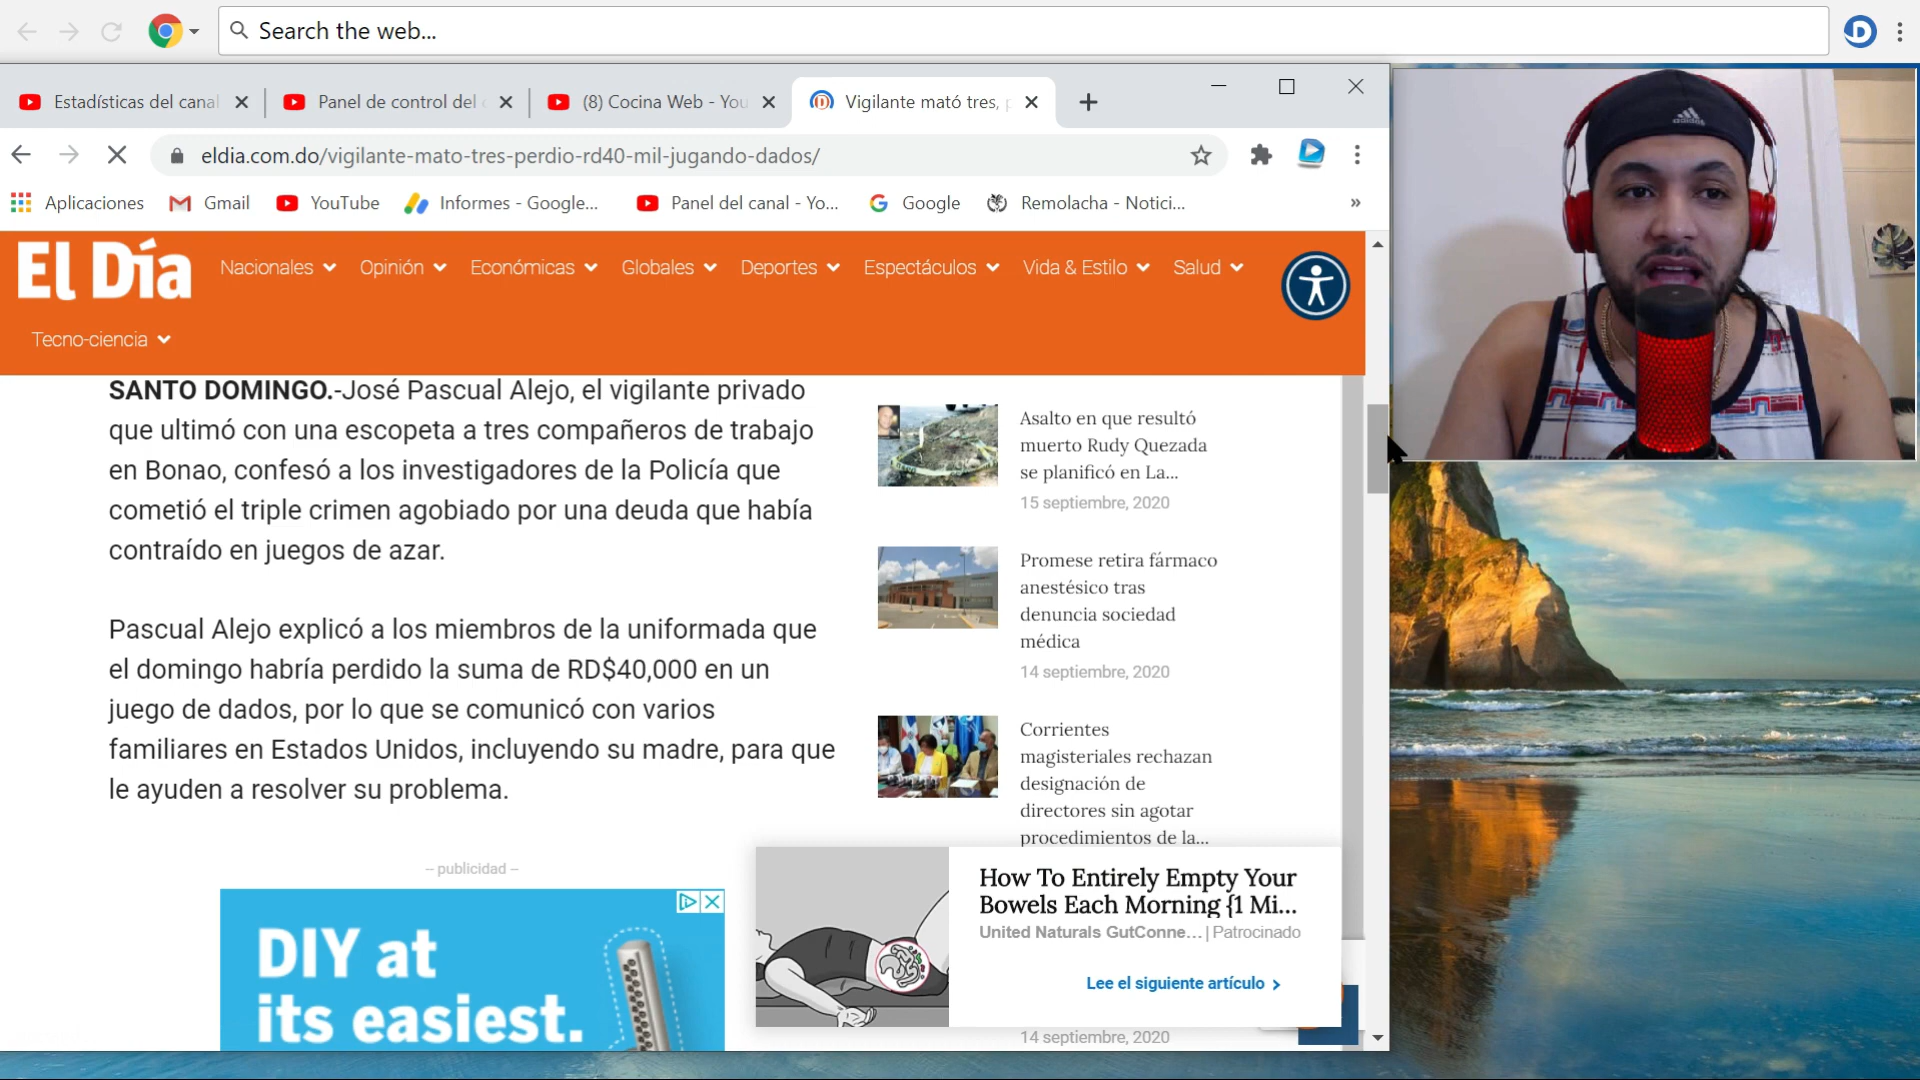 Search the web...
Estadísticas del canal
Panel de control del c
(8) Cocina Web - You
Vigilante mató tres, p
eldia.com.do/vigilante-mato-tres-perdio-rd40-mil-jugando-dados/
Aplicaciones
Gmail
YouTube
Informes - Google...
Panel del canal - Yo...
Google
Remolacha - Notici...
»
El Día
Nacionales
Opinión
Económicas
Globales
Deportes
Espectáculos
Vida & Estilo
Salud
Tecno-ciencia
SANTO DOMINGO.-José Pascual Alejo, el vigilante privado
que ultimó con una escopeta a tres compañeros de trabajo
en Bonao, confesó a los investigadores de la Policía que
cometió el triple crimen agobiado por una deuda que había
contraído en juegos de azar.
Pascual Alejo explicó a los miembros de la uniformada que
el domingo habría perdido la suma de RD$40,000 en un
juego de dados, por lo que se comunicó con varios
familiares en Estados Unidos, incluyendo su madre, para que
le ayuden a resolver su problema.
-- publicidad --
DIY at
its easiest.
Asalto en que resultó
muerto Rudy Quezada
se planificó en La...
15 septiembre, 2020
Promese retira fármaco
anestésico tras
denuncia sociedad
médica
14 septiembre, 2020
Corrientes
magisteriales rechazan
designación de
directores sin agotar
procedimientos de la...
How To Entirely Empty Your
Bowels Each Morning {1 Mi...
United Naturals GutConne... | Patrocinado
Lee el siguiente artículo >
14 septiembre, 2020
adidas